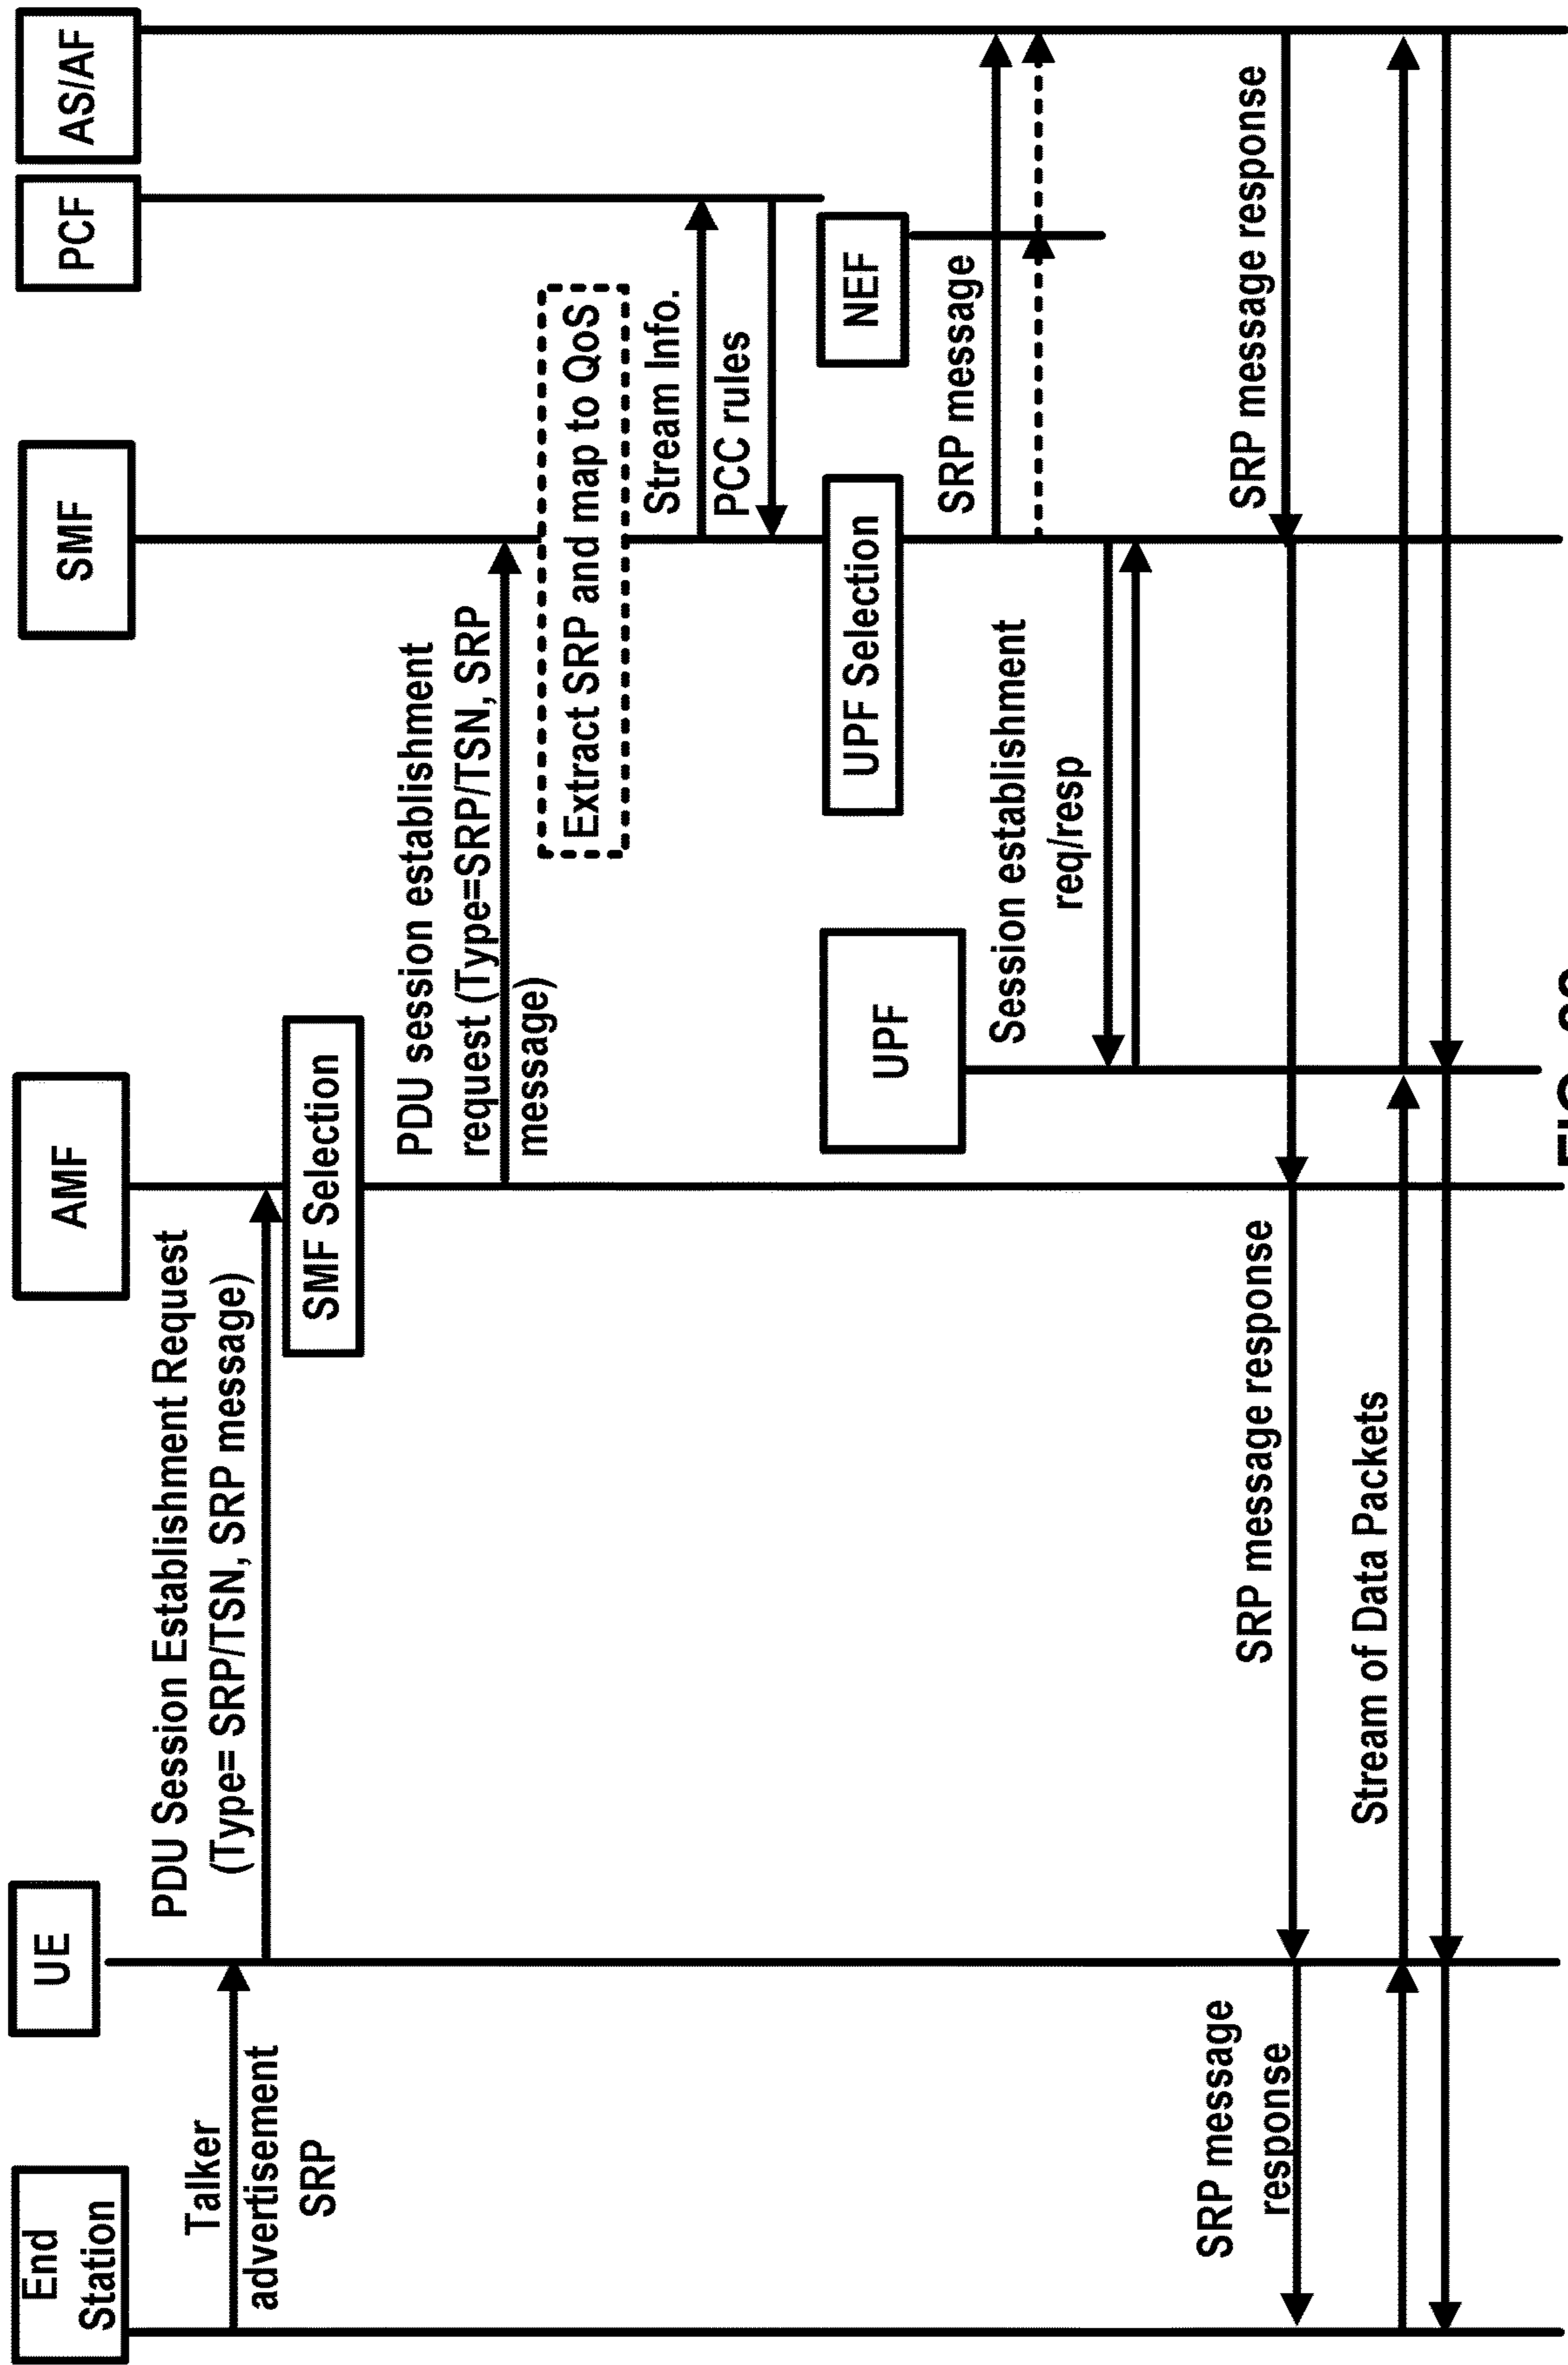 End
Station
UE
AMF
SMF
PCF
AS/AF
Talker
advertisement
SRP
PDU Session Establishment Request
(Type= SRP/TSN, SRP message)
SMF Selection
PDU session establishment
request (Type=SRP/TSN, SRP
message)
Extract SRP and map to QoS
Stream Info.
PCC rules
UPF
UPF Selection
NEF
SRP message
Session establishment
req/resp
SRP message response
SRP message response
SRP message
response
Stream of Data Packets